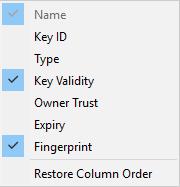 Name
Key ID
Type
Key Validity
Owner Trust
Expiry
Fingerprint
Restore Column Order